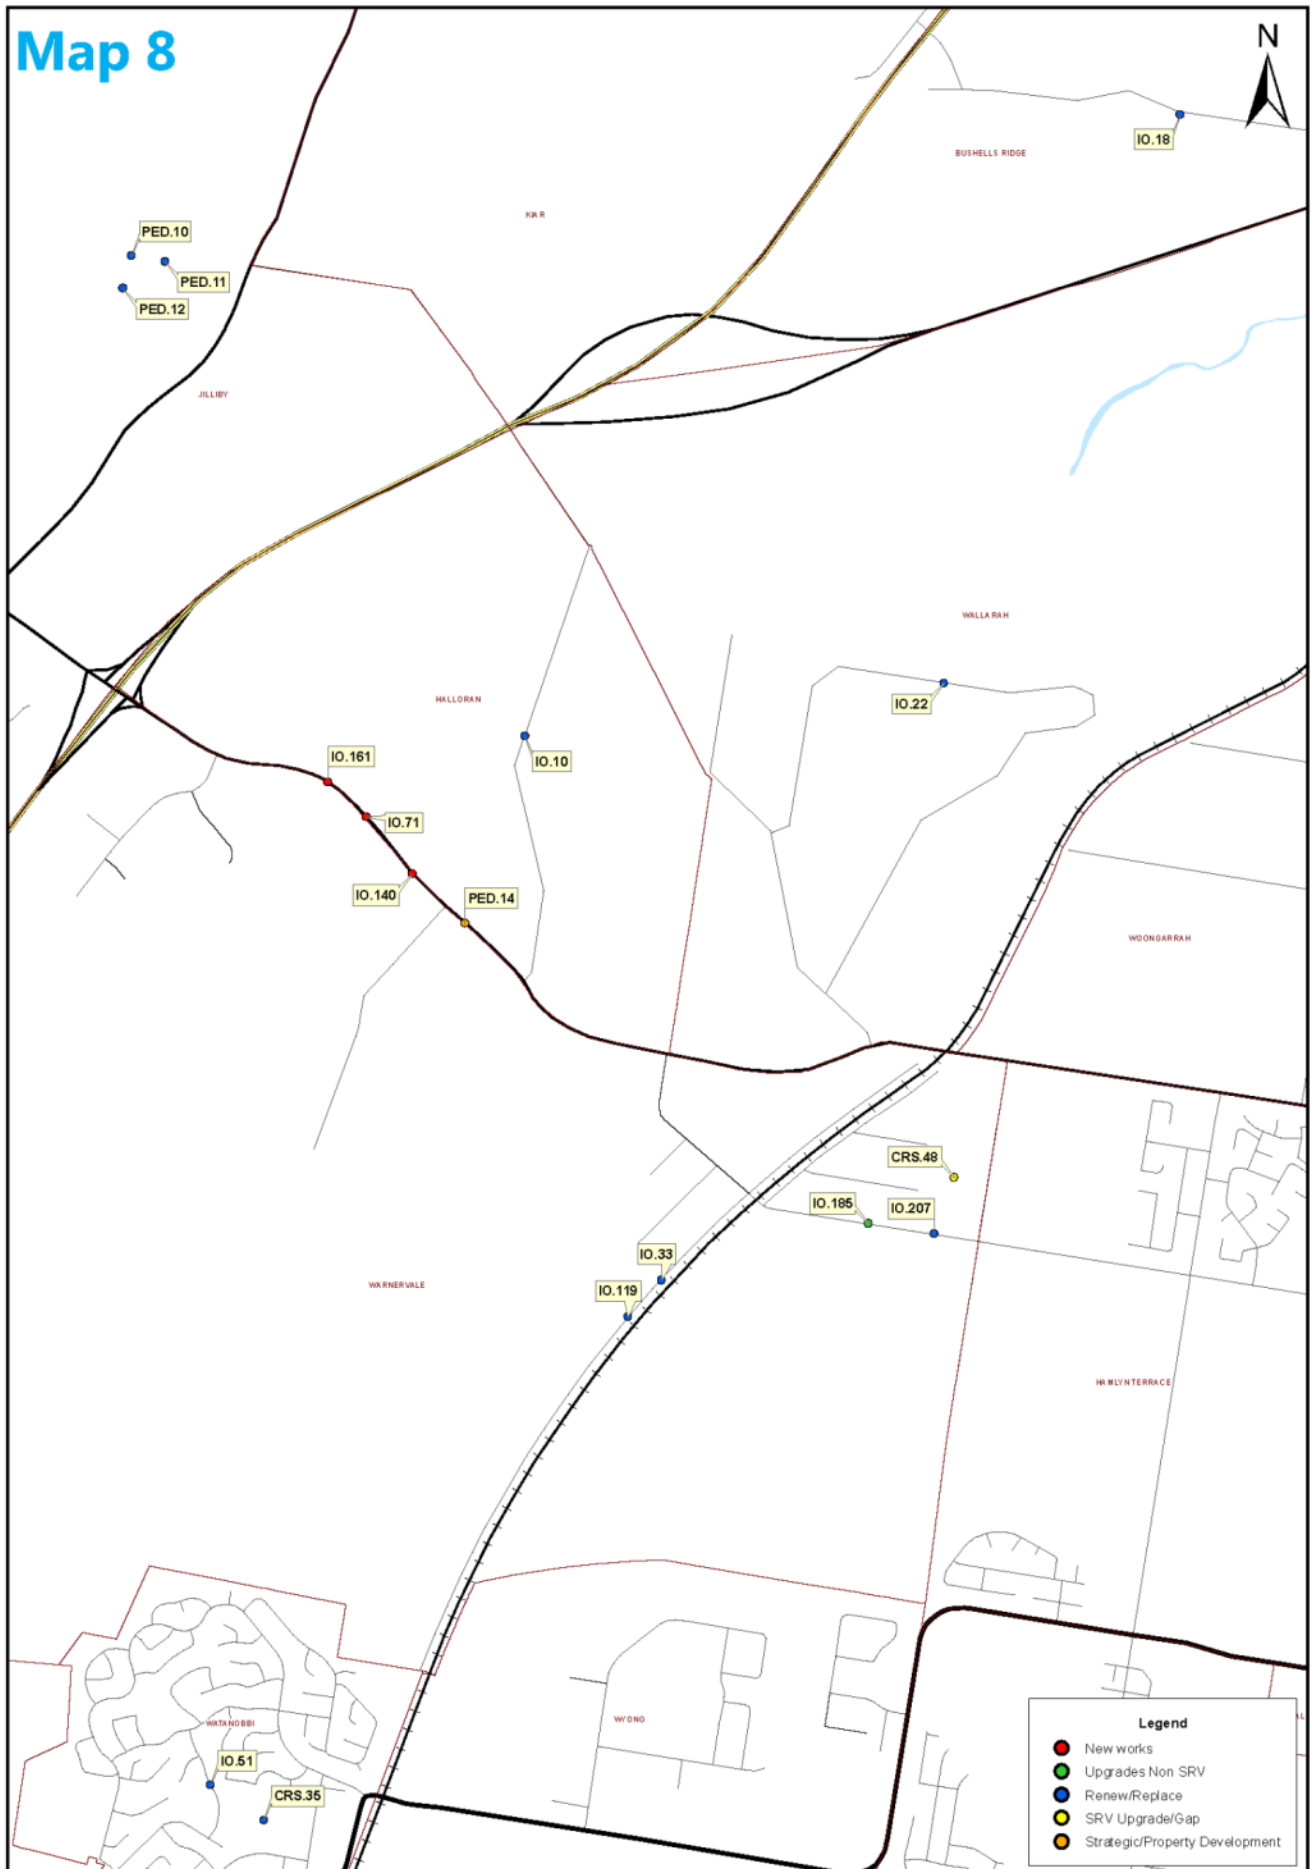 Map 8
N
IO.18
BUSHELLS RIDGE
KIAR
PED.10
PED.11
PED.12
JILLIBY
WALLARAH
IO.22
HALLORAN
IO.10
IO.161
IO.71
IO.140
PED.14
WOONGARRAH
CRS.48
IO.185
IO.207
IO.33
IO.119
WARNERVALE
HAMLYN TERRACE
WATANOBBI
WYONG
IO.51
CRS.35
Legend
New works
Upgrades Non SRV
Renew/Replace
SRV Upgrade/Gap
Strategic/Property Development